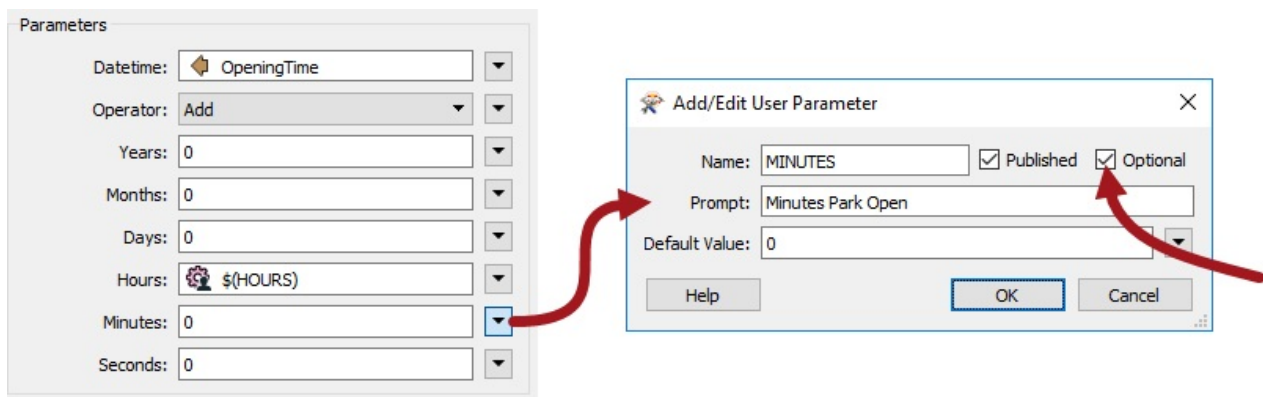 Parameters
Datetime: OpeningTime
Operator: Add
Years: 0
Months: 0
Days: 0
Hours: $(HOURS)
Minutes: 0
Seconds: 0
Add/Edit User Parameter
Name: MINUTES Published Optional
Prompt: Minutes Park Open
Default Value: 0
Help OK Cancel